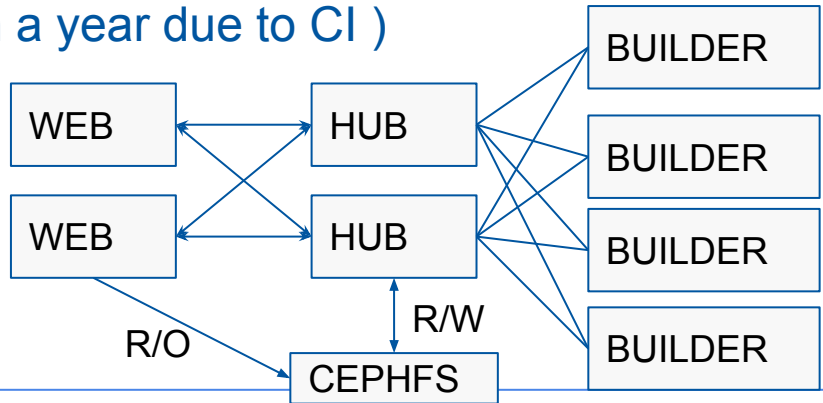 a year due to CI )
BUILDER
WEB
HUB
BUILDER
WEB
HUB
BUILDER
R/O
R/W
BUILDER
CEPHFS